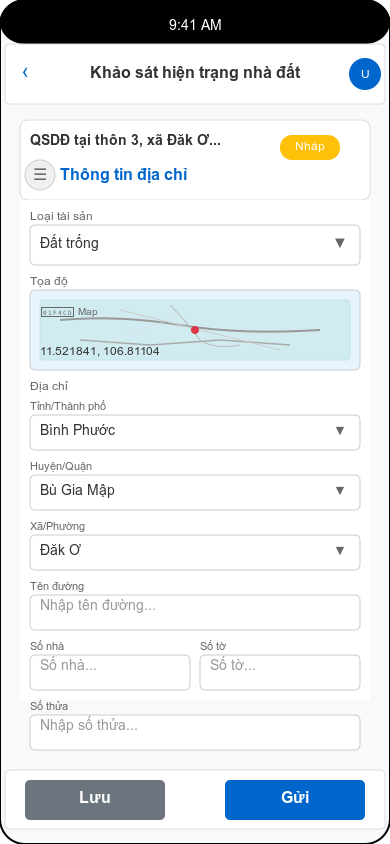 9:41 AM
‹ Khảo sát hiện trạng nhà đất U
QSDĐ tại thôn 3, xã Đăk Ơ...
Nháp
☰ Thông tin địa chỉ
Loại tài sản
Đất trống ▼
Tọa độ
01F4CD Map
11.521841, 106.81104
Địa chỉ
Tỉnh/Thành phố
Bình Phước ▼
Huyện/Quận
Bù Gia Mập ▼
Xã/Phường
Đăk Ơ ▼
Tên đường
Nhập tên đường...
Số nhà Số tờ
Số nhà... Số tờ...
Số thửa
Nhập số thửa...
Lưu Gửi